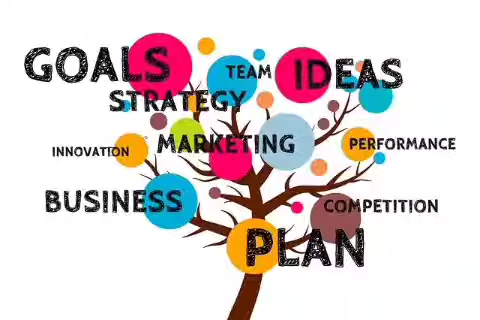 GOALS
TEAM
IDEAS
STRATEGY
INNOVATION
MARKETING
PERFORMANCE
BUSINESS
COMPETITION
PLAN